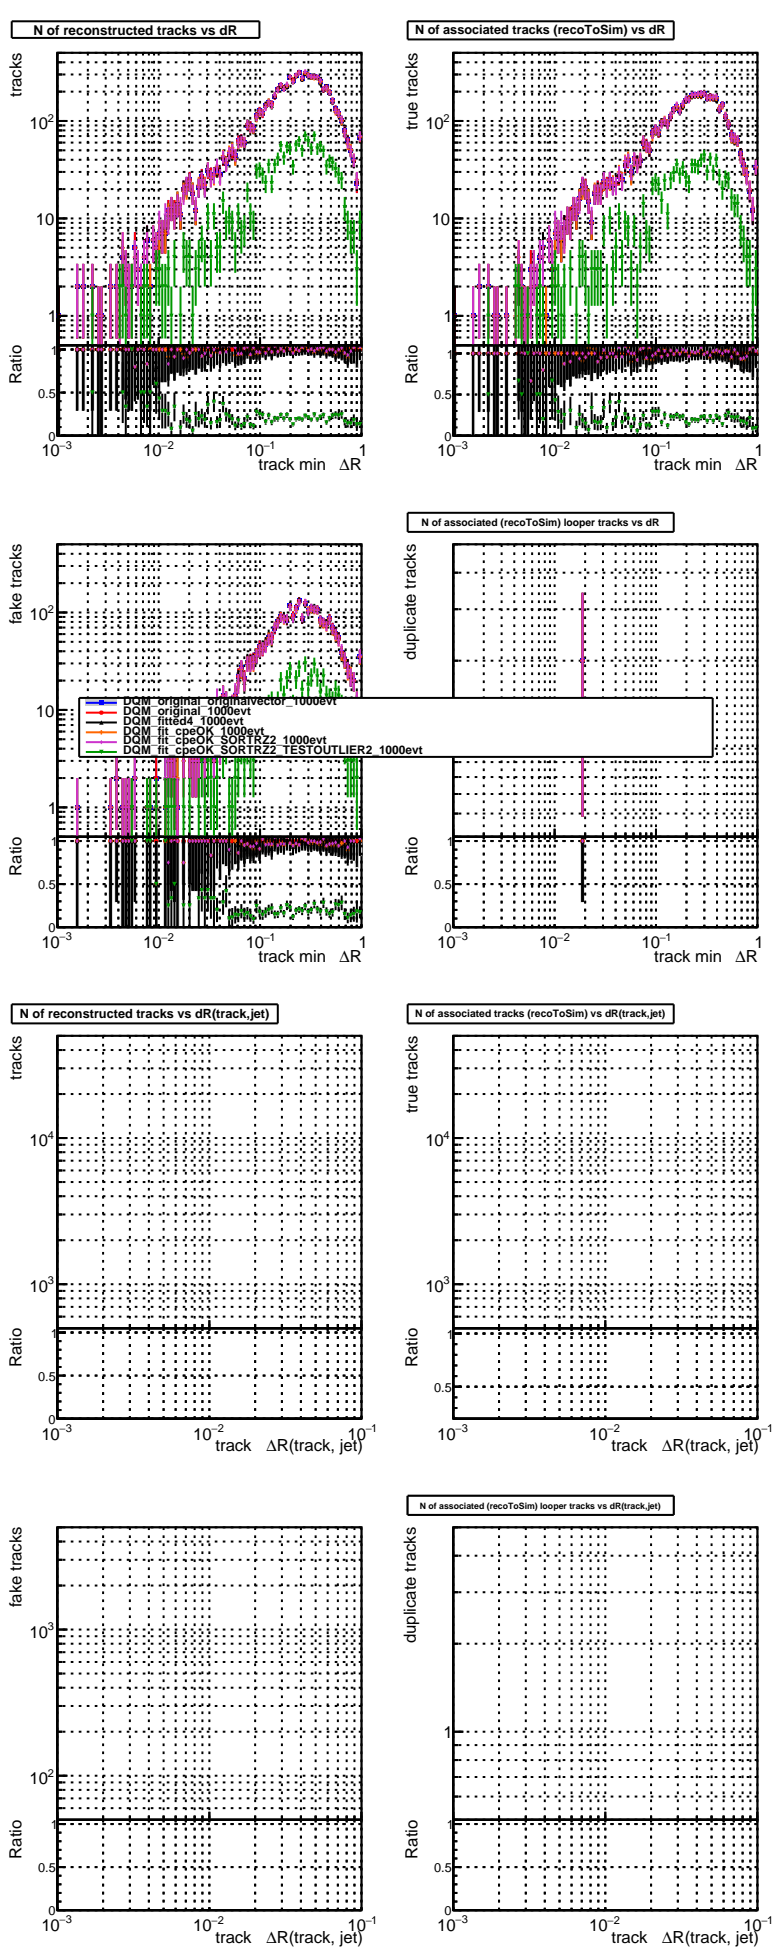 N of reconstructed tracks vs dR
tracks
10²
10
1
Ratio
1
0.5
0
10⁻³
10⁻²
10⁻¹
1
track min ΔR
N of associated tracks (recoToSim) vs dR
true tracks
10²
10
1
Ratio
1
0.5
0
10⁻³
10⁻²
10⁻¹
1
track min ΔR
fake tracks
10²
10
1
Ratio
1
0.5
0
10⁻³
10⁻²
10⁻¹
1
track min ΔR
N of associated (recoToSim) looper tracks vs dR
duplicate tracks
Ratio
1
0.5
0
10⁻³
10⁻²
10⁻¹
1
track min ΔR
DQM_original_originalvector_1000evt
DQM_original_1000evt
DQM_fitted4_1000evt
DQM_fit_cpeOK_1000evt
DQM_fit_cpeOK_SORTRZ2_1000evt
DQM_fit_cpeOK_SORTRZ2_TESTOUTLIER2_1000evt
N of reconstructed tracks vs dR(track,jet)
tracks
10⁴
10³
Ratio
1
0.5
0
10⁻³
10⁻²
10⁻¹
track ΔR(track, jet)
N of associated tracks (recoToSim) vs dR(track,jet)
true tracks
10⁴
10³
Ratio
1
0.5
10⁻³
10⁻²
10⁻¹
track ΔR(track, jet)
fake tracks
10³
10²
Ratio
1
0.5
0
10⁻³
10⁻²
10⁻¹
track ΔR(track, jet)
N of associated (recoToSim) looper tracks vs dR(track,jet)
duplicate tracks
1
Ratio
1
0.5
0
10⁻³
10⁻²
10⁻¹
track ΔR(track, jet)